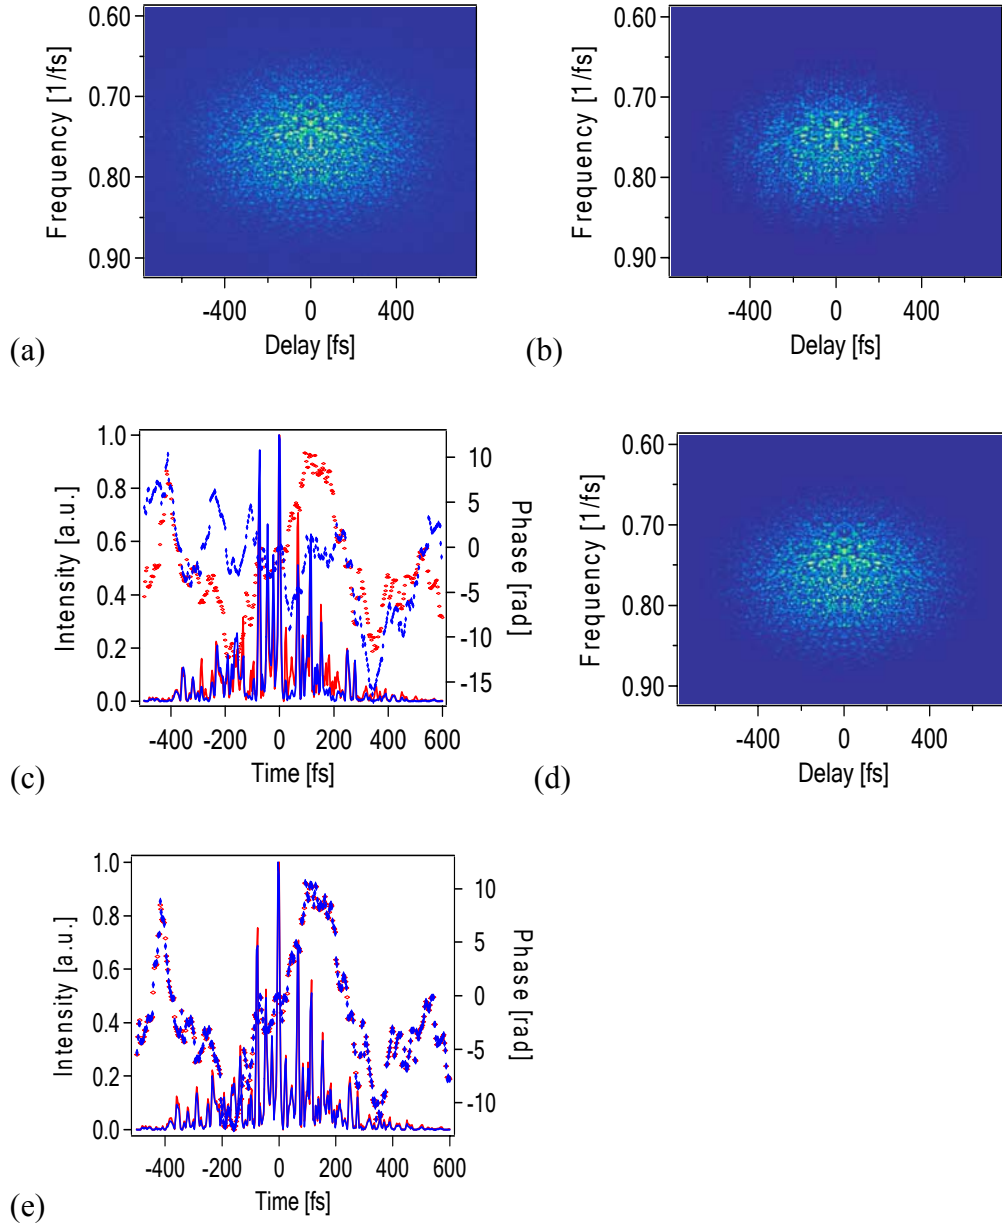 0.60
0.70
0.80
0.90
Frequency [1/fs]
-400 0 400
Delay [fs]
(a)
0.60
0.70
0.80
0.90
Frequency [1/fs]
-400 0 400
Delay [fs]
(b)
1.0
0.8
0.6
0.4
0.2
0.0
Intensity [a.u.]
10
5
0
-5
-10
-15
Phase [rad]
-400 -200 0 200 400 600
Time [fs]
(c)
0.60
0.70
0.80
0.90
Frequency [1/fs]
-400 0 400
Delay [fs]
(d)
1.0
0.8
0.6
0.4
0.2
0.0
Intensity [a.u.]
10
5
0
-5
-10
Phase [rad]
-400 -200 0 200 400 600
Time [fs]
(e)